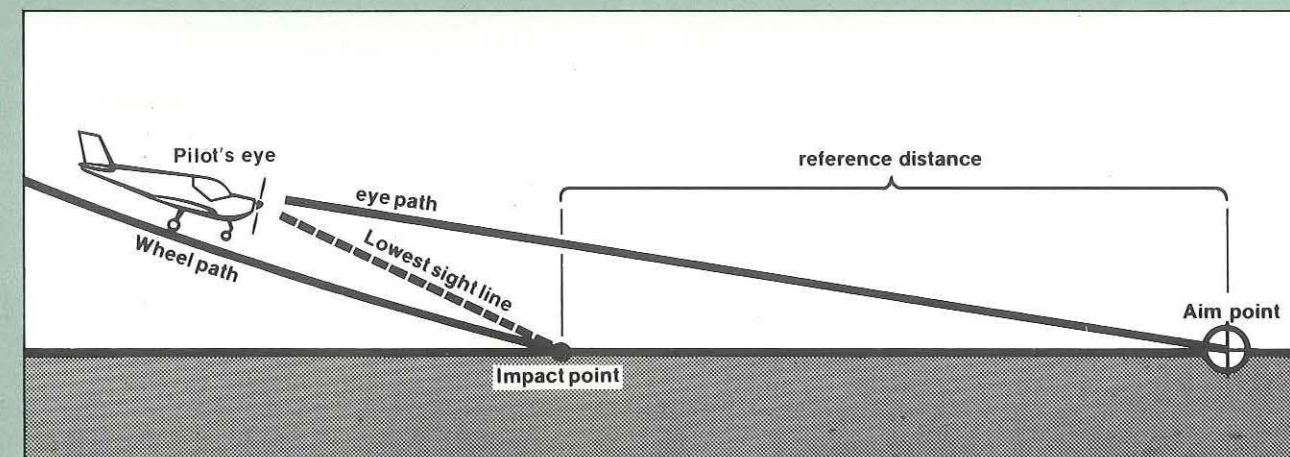 Pilot's eye
reference distance
eye path
Lowest sight line
Wheel path
Aim point
Impact point